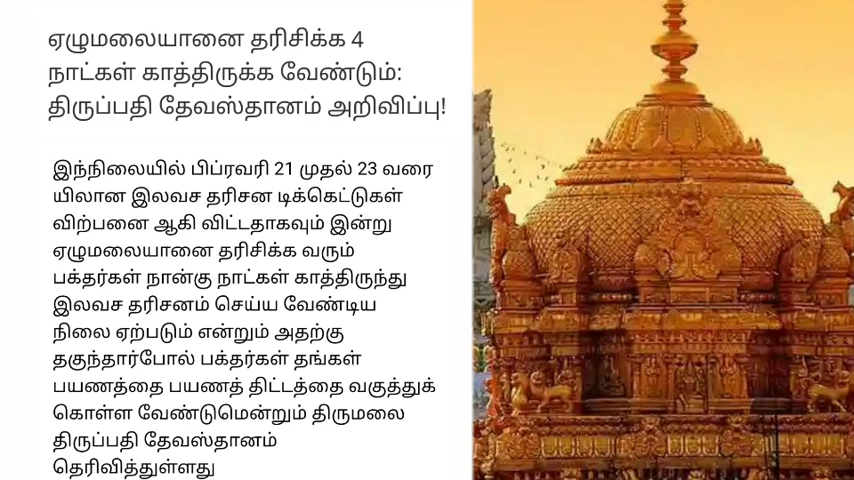 ஏழுமலையானை தரிசிக்க 4
நாட்கள் காத்திருக்க வேண்டும்:
திருப்பதி தேவஸ்தானம் அறிவிப்பு!
இந்நிலையில் பிப்ரவரி 21 முதல் 23 வரை
யிலான இலவச தரிசன டிக்கெட்டுகள்
விற்பனை ஆகி விட்டதாகவும் இன்று
ஏழுமலையானை தரிசிக்க வரும்
பக்தர்கள் நான்கு நாட்கள் காத்திருந்து
இலவச தரிசனம் செய்ய வேண்டிய
நிலை ஏற்படும் என்றும் அதற்கு
தகுந்தார்போல் பக்தர்கள் தங்கள்
பயணத்தை பயணத் திட்டத்தை வகுத்துக்
கொள்ள வேண்டுமென்றும் திருமலை
திருப்பதி தேவஸ்தானம்
தெரிவித்துள்ளது